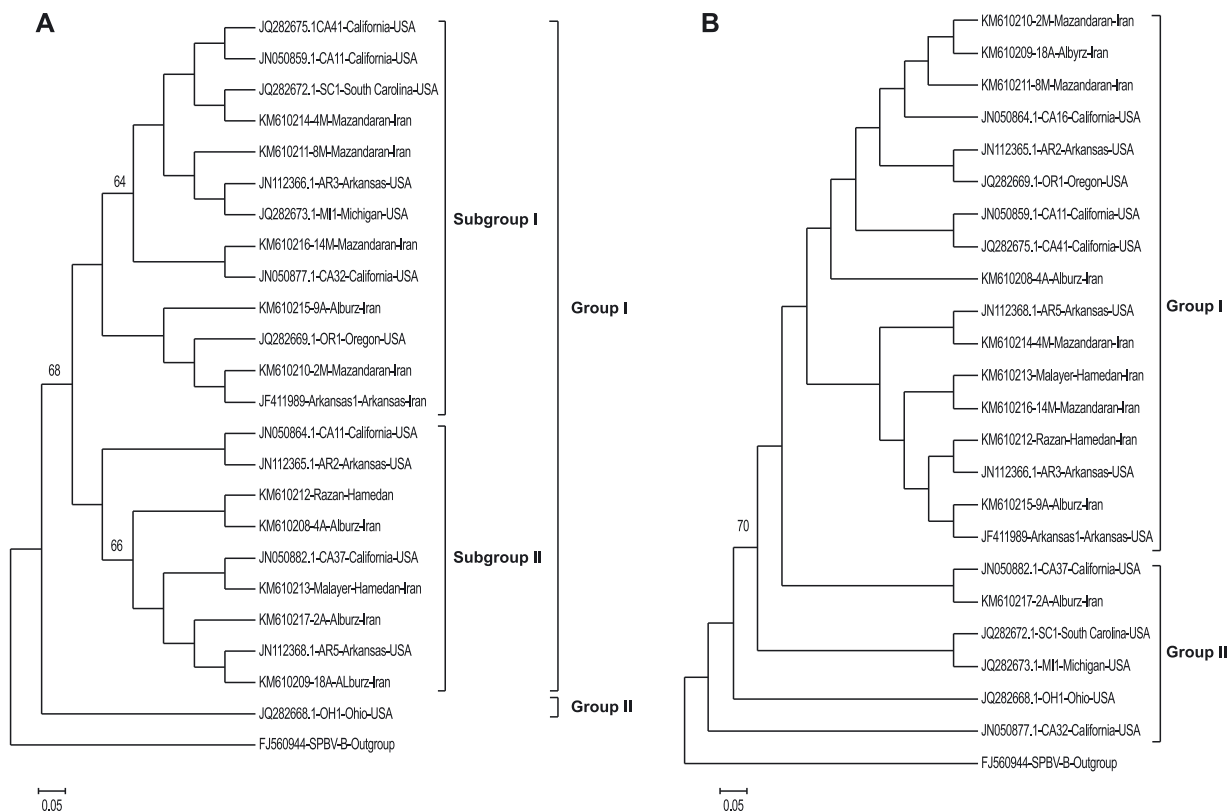 A
JQ282675.1CA41-California-USA
JN050859.1-CA11-California-USA
JQ282672.1-SC1-South Carolina-USA
KM610214-4M-Mazandaran-Iran
KM610211-8M-Mazandaran-Iran
64
JN112366.1-AR3-Arkansas-USA
JQ282673.1-MI1-Michigan-USA
Subgroup I
KM610216-14M-Mazandaran-Iran
JN050877.1-CA32-California-USA
KM610215-9A-Alburz-Iran
Group I
JQ282669.1-OR1-Oregon-USA
68
KM610210-2M-Mazandaran-Iran
JF411989-Arkansas1-Arkansas-Iran
JN050864.1-CA11-California-USA
JN112365.1-AR2-Arkansas-USA
KM610212-Razan-Hamedan
KM610208-4A-Alburz-Iran
66
JN050882.1-CA37-California-USA
Subgroup II
KM610213-Malayer-Hamedan-Iran
KM610217-2A-Alburz-Iran
JN112368.1-AR5-Arkansas-USA
KM610209-18A-ALburz-Iran
JQ282668.1-OH1-Ohio-USA
Group II
FJ560944-SPBV-B-Outgroup
0.05
B
KM610210-2M-Mazandaran-Iran
KM610209-18A-Albyrz-Iran
KM610211-8M-Mazandaran-Iran
JN050864.1-CA16-California-USA
JN112365.1-AR2-Arkansas-USA
JQ282669.1-OR1-Oregon-USA
JN050859.1-CA11-California-USA
JQ282675.1-CA41-California-USA
KM610208-4A-Alburz-Iran
Group I
JN112368.1-AR5-Arkansas-USA
KM610214-4M-Mazandaran-Iran
KM610213-Malayer-Hamedan-Iran
KM610216-14M-Mazandaran-Iran
KM610212-Razan-Hamedan-Iran
JN112366.1-AR3-Arkansas-USA
KM610215-9A-Alburz-Iran
70
JF411989-Arkansas1-Arkansas-USA
JN050882.1-CA37-California-USA
KM610217-2A-Alburz-Iran
JQ282672.1-SC1-South Carolina-USA
Group II
JQ282673.1-MI1-Michigan-USA
JQ282668.1-OH1-Ohio-USA
JN050877.1-CA32-California-USA
FJ560944-SPBV-B-Outgroup
0.05